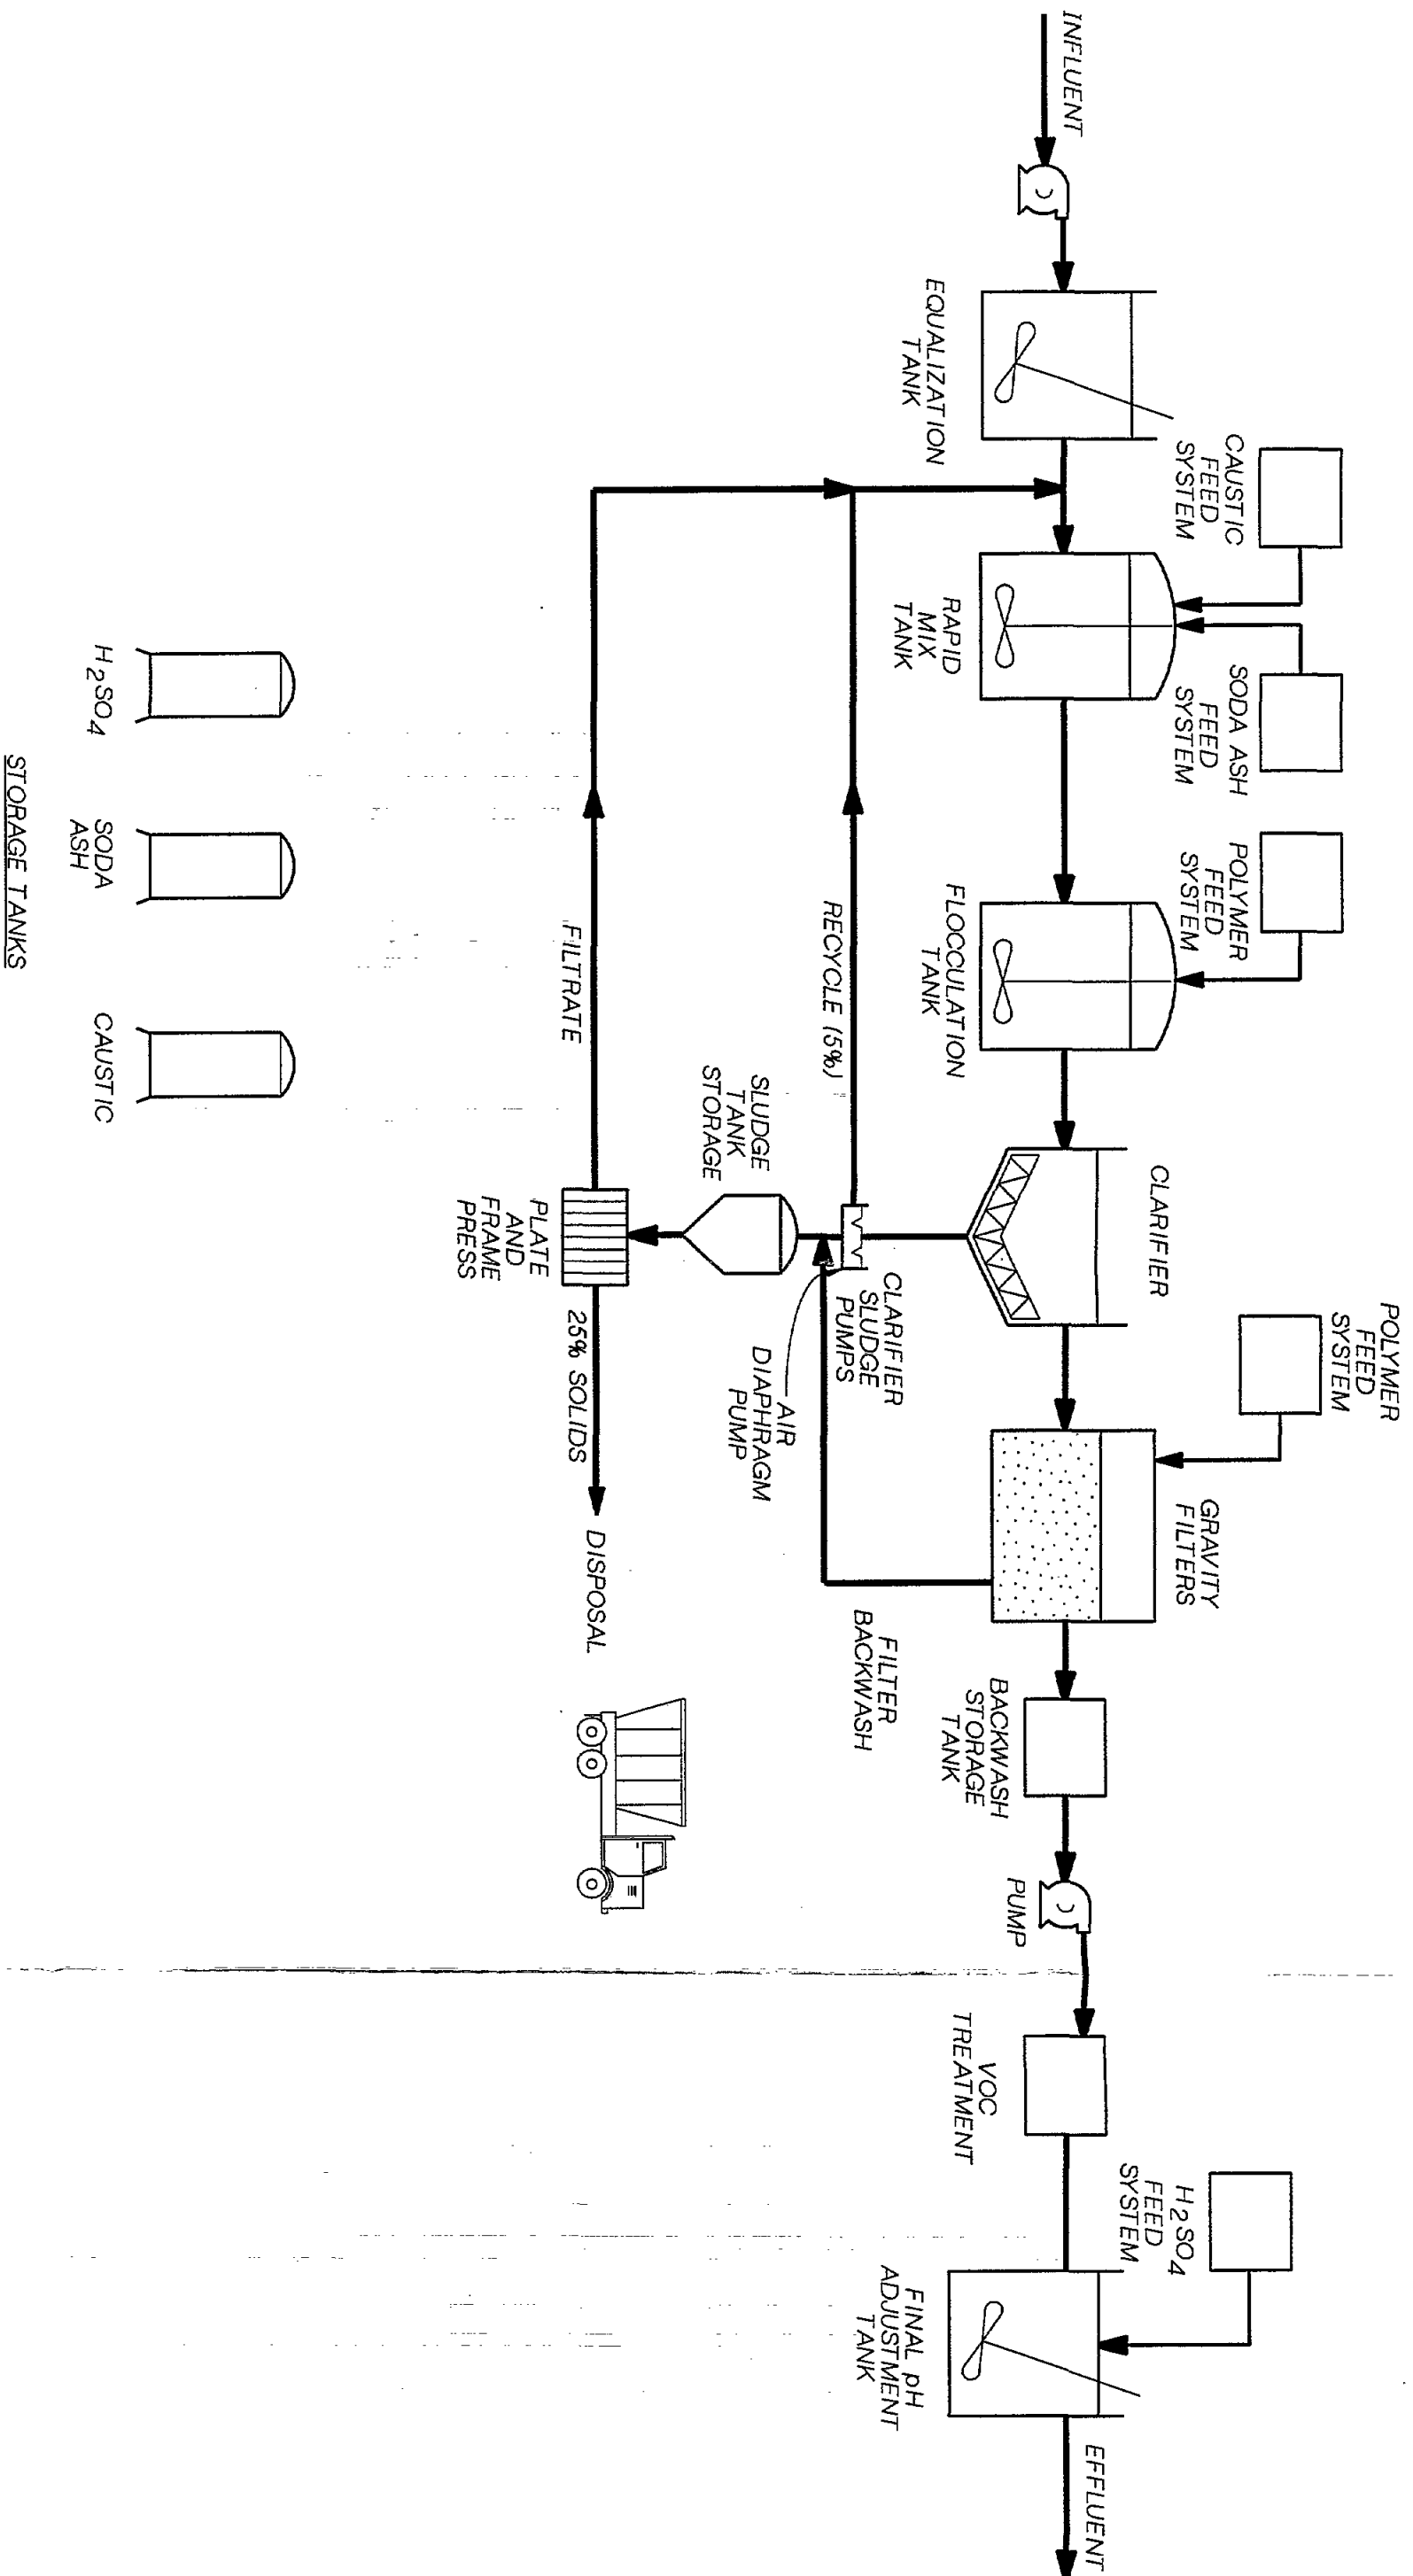 INFLUENT
EQUALIZATION
TANK
CAUSTIC
FEED
SYSTEM
RAPID
MIX
TANK
SODA ASH
FEED
SYSTEM
POLYMER
FEED
SYSTEM
FLOCCULATION
TANK
CLARIFIER
POLYMER
FEED
SYSTEM
GRAVITY
FILTERS
BACKWASH
STORAGE
TANK
PUMP
VOC
TREATMENT
H2SO4
FEED
SYSTEM
FINAL pH
ADJUSTMENT
TANK
EFFLUENT
RECYCLE (5%)
CLARIFIER
SLUDGE
PUMPS
AIR
DIAPHRAGM
PUMP
FILTER
BACKWASH
SLUDGE
TANK
STORAGE
FILTRATE
PLATE
AND
FRAME
PRESS
25% SOLIDS
DISPOSAL
H2SO4
SODA
ASH
CAUSTIC
STORAGE TANKS